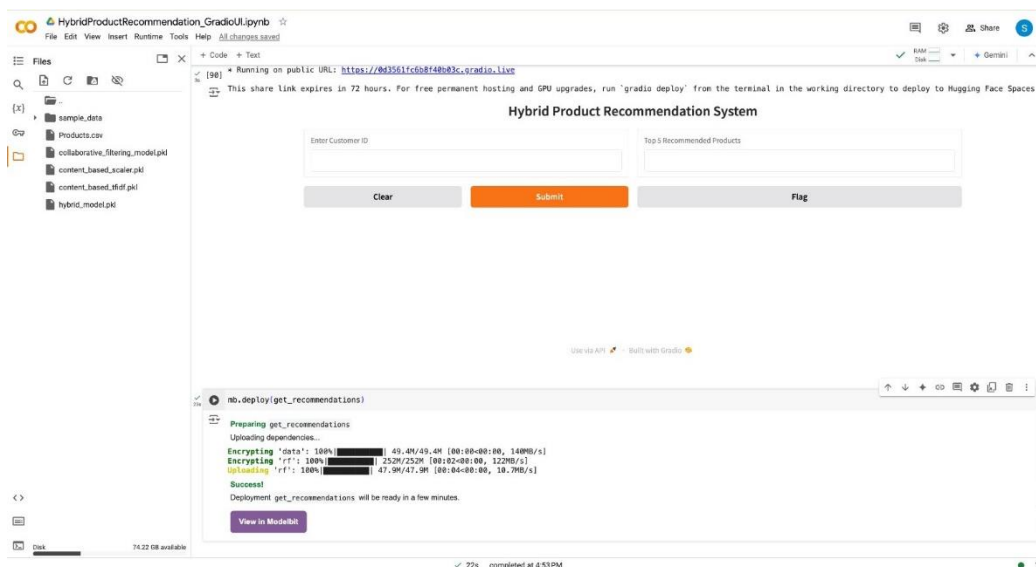 HybridProductRecommendation_GradioUI.ipynb
File Edit View Insert Runtime Tools Help All changes saved
Share
S
Files
+ Code + Text
RAM
Disk
Gemini
..
sample_data
Products.csv
collaborative_filtering_model.pkl
content_based_scaler.pkl
content_based_tfidf.pkl
hybrid_model.pkl
[90] * Running on public URL: https://0d3561fc6b8f40b03c.gradio.live
This share link expires in 72 hours. For free permanent hosting and GPU upgrades, run `gradio deploy` from the terminal in the working directory to deploy to Hugging Face Spaces
Hybrid Product Recommendation System
Enter Customer ID
Top 5 Recommended Products
Clear
Submit
Flag
Use via API · Built with Gradio
mb.deploy(get_recommendations)
Preparing get_recommendations
Uploading dependencies...
Encrypting 'data': 100%| | 49.4M/49.4M [00:00<00:00, 140MB/s]
Encrypting 'rf': 100%| | 252M/252M [00:02<00:00, 122MB/s]
Uploading 'rf': 100%| | 47.9M/47.9M [00:04<00:00, 10.7MB/s]
Success!
Deployment get_recommendations will be ready in a few minutes.
View in Modelbit
Disk
74.22 GB available
22s completed at 4:53 PM